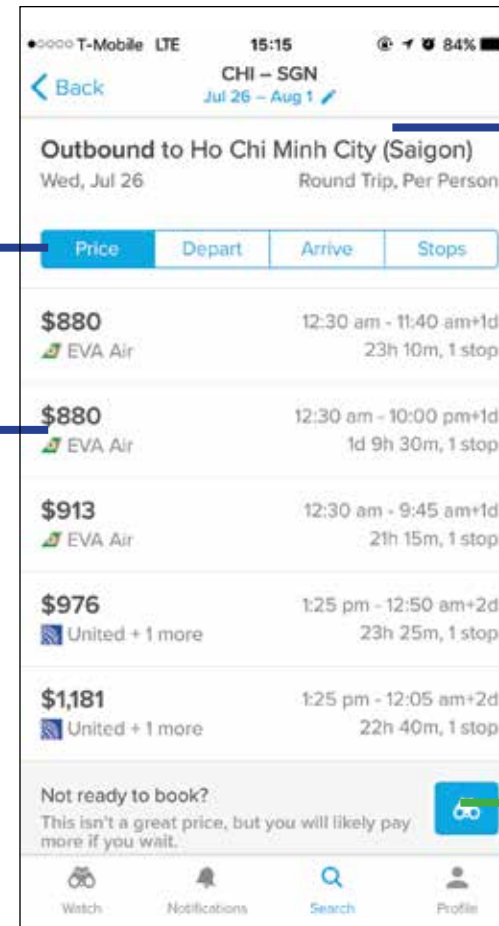 T-Mobile LTE 15:15 84%
Back CHI – SGN
Jul 26 – Aug 1
Outbound to Ho Chi Minh City (Saigon)
Wed, Jul 26 Round Trip, Per Person
Price Depart Arrive Stops
$880 12:30 am - 11:40 am+1d
EVA Air 23h 10m, 1 stop
$880 12:30 am - 10:00 pm+1d
EVA Air 1d 9h 30m, 1 stop
$913 12:30 am - 9:45 am+1d
EVA Air 21h 15m, 1 stop
$976 1:25 pm - 12:50 am+2d
United + 1 more 23h 25m, 1 stop
$1,181 1:25 pm - 12:05 am+2d
United + 1 more 22h 40m, 1 stop
Not ready to book?
This isn't a great price, but you will likely pay
more if you wait.
Watch Notifications Search Profile